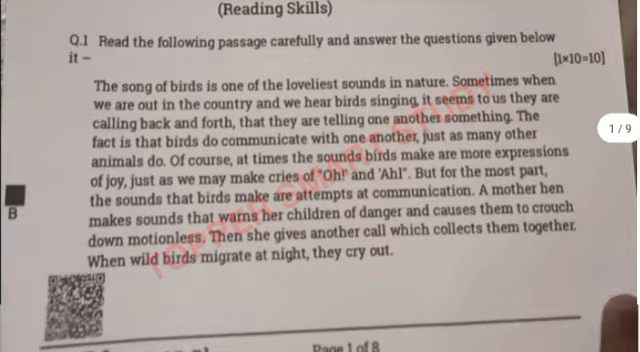 (Reading Skills)
Q.1 Read the following passage carefully and answer the questions given below
it –
[1×10=10]
The song of birds is one of the loveliest sounds in nature. Sometimes when
we are out in the country and we hear birds singing, it seems to us they are
calling back and forth, that they are telling one another something. The
fact is that birds do communicate with one another, just as many other
animals do. Of course, at times the sounds birds make are more expressions
of joy, just as we may make cries of "Oh!" and 'Ah!". But for the most part,
the sounds that birds make are attempts at communication. A mother hen
makes sounds that warns her children of danger and causes them to crouch
down motionless. Then she gives another call which collects them together.
When wild birds migrate at night, they cry out.
TOPPER SMART STUDY
B
1 / 9
Page 1 of 8